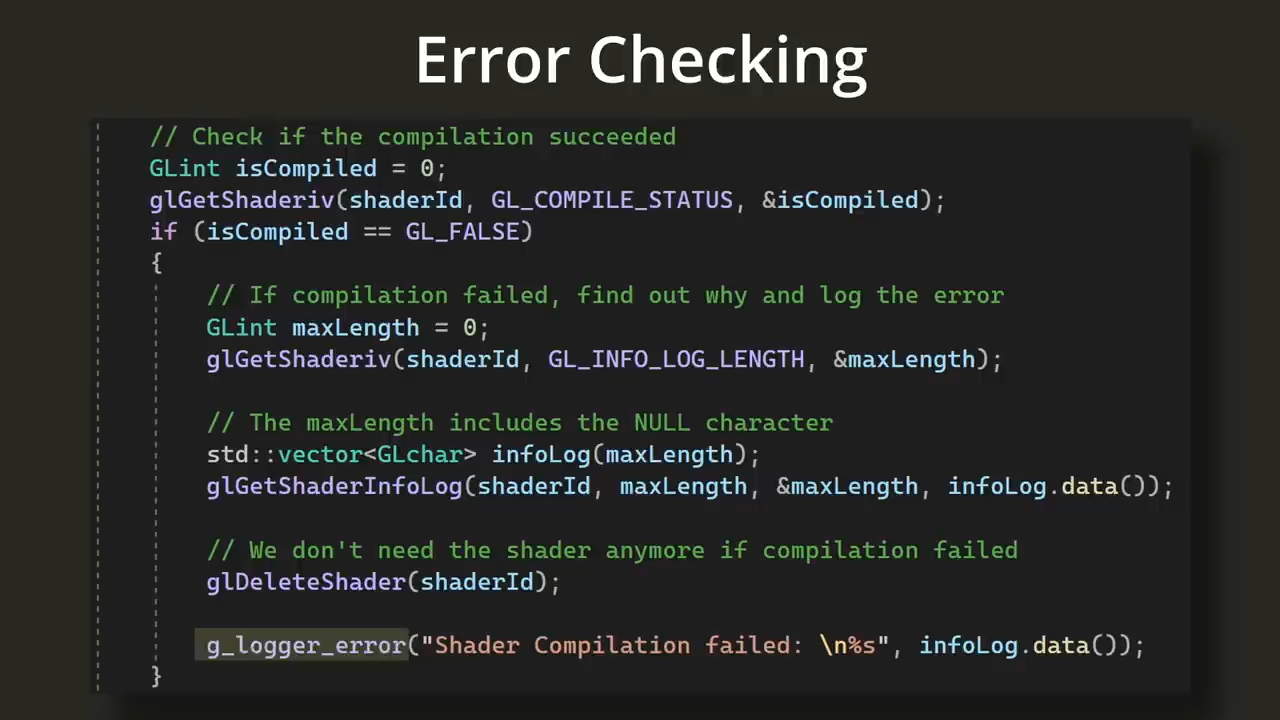 Error Checking
// Check if the compilation succeeded
GLint isCompiled = 0;
glGetShaderiv(shaderId, GL_COMPILE_STATUS, &isCompiled);
if (isCompiled == GL_FALSE)
{
// If compilation failed, find out why and log the error
GLint maxLength = 0;
glGetShaderiv(shaderId, GL_INFO_LOG_LENGTH, &maxLength);
// The maxLength includes the NULL character
std::vector<GLchar> infoLog(maxLength);
glGetShaderInfoLog(shaderId, maxLength, &maxLength, infoLog.data());
// We don't need the shader anymore if compilation failed
glDeleteShader(shaderId);
g_logger_error("Shader Compilation failed: \n%s", infoLog.data());
}